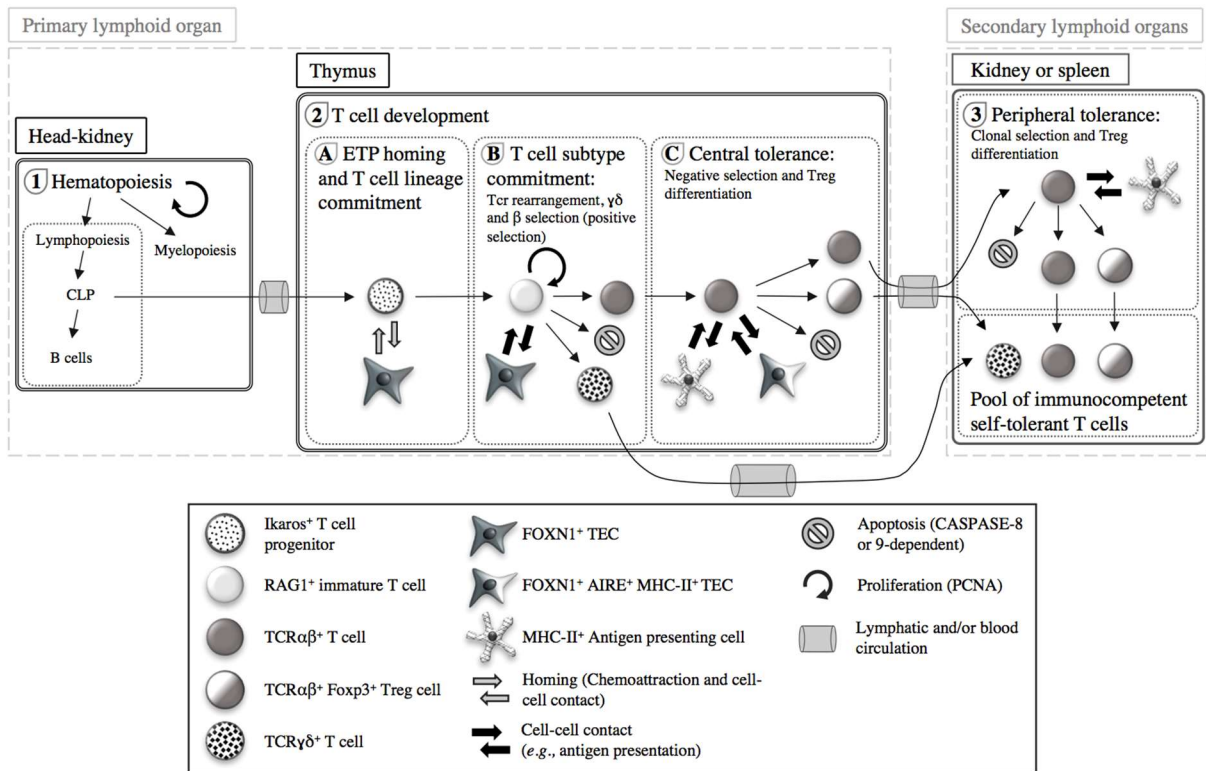 Primary lymphoid organ
Secondary lymphoid organs
Thymus
Kidney or spleen
Head-kidney
1 Hematopoiesis
Lymphopoiesis
Myelopoiesis
CLP
B cells
2 T cell development
A ETP homing
and T cell lineage
commitment
B T cell subtype
commitment:
Tcr rearrangement, γδ
and β selection (positive
selection)
C Central tolerance:
Negative selection and Treg
differentiation
3 Peripheral tolerance:
Clonal selection and Treg
differentiation
Pool of immunocompetent
self-tolerant T cells
Ikaros⁺ T cell
progenitor
RAG1⁺ immature T cell
TCRαβ⁺ T cell
TCRαβ⁺ Foxp3⁺ Treg cell
TCRγδ⁺ T cell
FOXN1⁺ TEC
FOXN1⁺ AIRE⁺ MHC-II⁺ TEC
MHC-II⁺ Antigen presenting cell
Homing (Chemoattraction and cell-
cell contact)
Cell-cell contact
(e.g., antigen presentation)
Apoptosis (CASPASE-8
or 9-dependent)
Proliferation (PCNA)
Lymphatic and/or blood
circulation